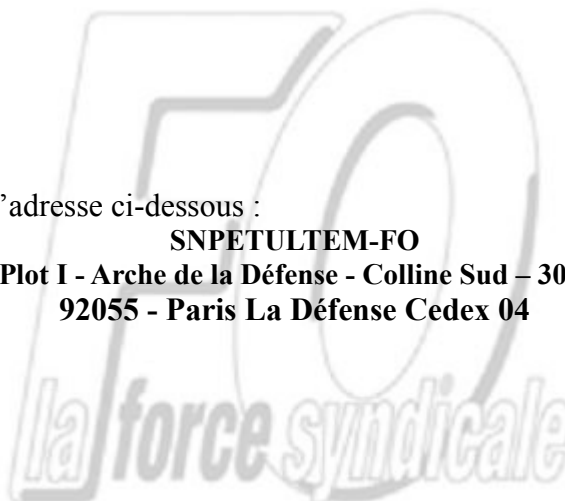 FO
'adresse ci-dessous :
SNPETULTEM-FO
Plot I - Arche de la Défense - Colline Sud – 30
92055 - Paris La Défense Cedex 04
la force syndicale